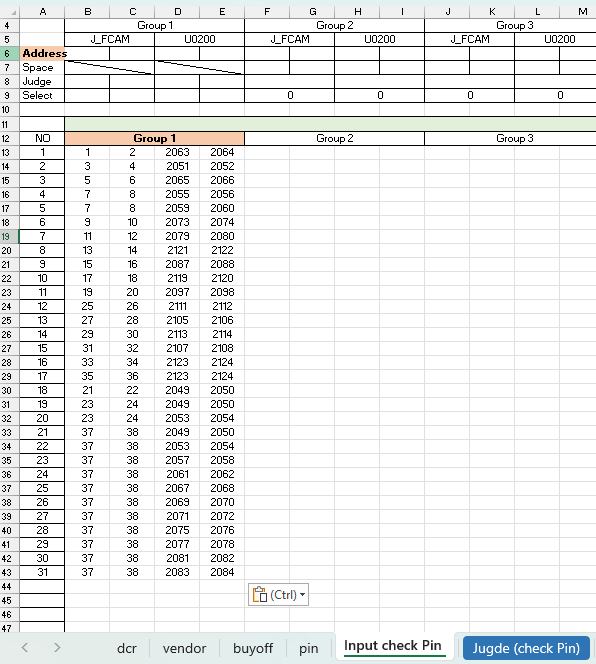 A B C D E F G H I J K L M
4 Group 1 Group 2 Group 3
5 J_FCAM U0200 J_FCAM U0200 J_FCAM U0200
6 Address
7 Space
8 Judge
9 Select 0 0 0 0
10
11
12 NO Group 1 Group 2 Group 3
13 1 1 2 2063 2064
14 2 3 4 2051 2052
15 3 5 6 2065 2066
16 4 7 8 2055 2056
17 5 7 8 2059 2060
18 6 9 10 2073 2074
19 7 11 12 2079 2080
20 8 13 14 2121 2122
21 9 15 16 2087 2088
22 10 17 18 2119 2120
23 11 19 20 2097 2098
24 12 25 26 2111 2112
25 13 27 28 2105 2106
26 14 29 30 2113 2114
27 15 31 32 2107 2108
28 16 33 34 2123 2124
29 17 35 36 2123 2124
30 18 21 22 2049 2050
31 19 23 24 2049 2050
32 20 23 24 2053 2054
33 21 37 38 2049 2050
34 22 37 38 2053 2054
35 23 37 38 2057 2058
36 24 37 38 2061 2062
37 25 37 38 2067 2068
38 26 37 38 2069 2070
39 27 37 38 2071 2072
40 28 37 38 2075 2076
41 29 37 38 2077 2078
42 30 37 38 2081 2082
43 31 37 38 2083 2084
44
45 (Ctrl)
46
47
dcr vendor buyoff pin Input check Pin Jugde (check Pin)